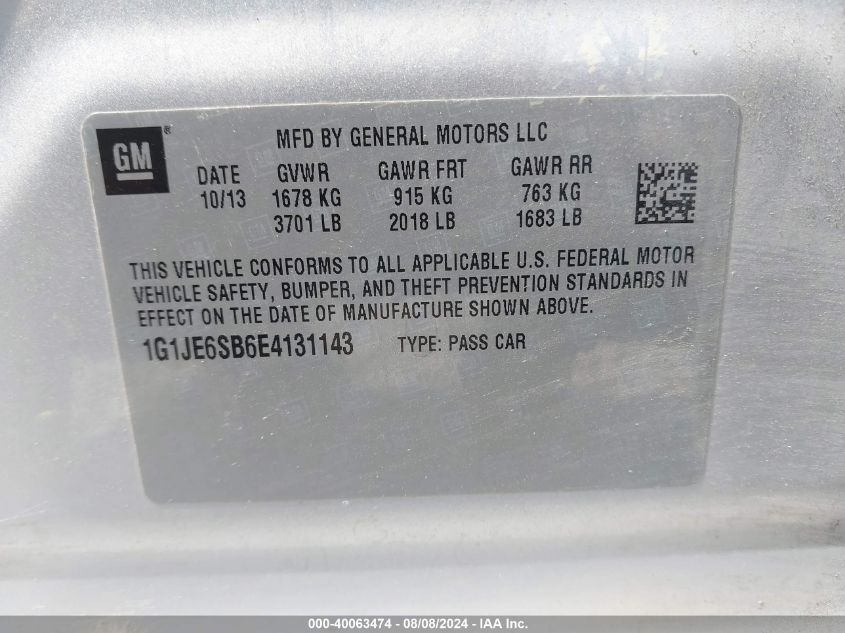 GM®
MFD BY GENERAL MOTORS LLC
DATE GVWR GAWR FRT GAWR RR
10/13 1678 KG 915 KG 763 KG
3701 LB 2018 LB 1683 LB
THIS VEHICLE CONFORMS TO ALL APPLICABLE U.S. FEDERAL MOTOR
VEHICLE SAFETY, BUMPER, AND THEFT PREVENTION STANDARDS IN
EFFECT ON THE DATE OF MANUFACTURE SHOWN ABOVE.
1G1JE6SB6E4131143 TYPE: PASS CAR
000-40063474 - 08/08/2024 - IAA Inc.